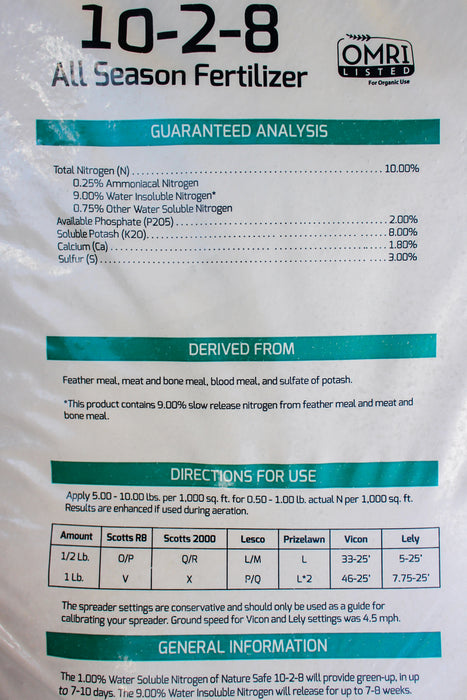 10-2-8
All Season Fertilizer
OMRI
LISTED
For Organic Use
GUARANTEED ANALYSIS
Total Nitrogen (N) 10.00%
0.25% Ammoniacal Nitrogen
9.00% Water Insoluble Nitrogen*
0.75% Other Water Soluble Nitrogen
Available Phosphate (P2O5) 2.00%
Soluble Potash (K2O) 8.00%
Calcium (Ca) 1.80%
Sulfur (S) 3.00%
DERIVED FROM
Feather meal, meat and bone meal, blood meal, and sulfate of potash.
*This product contains 9.00% slow release nitrogen from feather meal and meat and
bone meal.
DIRECTIONS FOR USE
Apply 5.00 - 10.00 lbs. per 1,000 sq. ft. for 0.50 - 1.00 lb. actual N per 1,000 sq. ft.
Results are enhanced if used during aeration.
Amount Scotts RB Scotts 2000 Lesco Prizelawn Vicon Lely
1/2 Lb. O/P Q/R L/M L 33-25' 5-25'
1 Lb. V X P/Q L*2 46-25' 7.75-25'
The spreader settings are conservative and should only be used as a guide for
calibrating your spreader. Ground speed for Vicon and Lely settings was 4.5 mph.
GENERAL INFORMATION
The 1.00% Water Soluble Nitrogen of Nature Safe 10-2-8 will provide green-up, in up
to 7-10 days. The 9.00% Water Insoluble Nitrogen will release for up to 7-8 weeks.